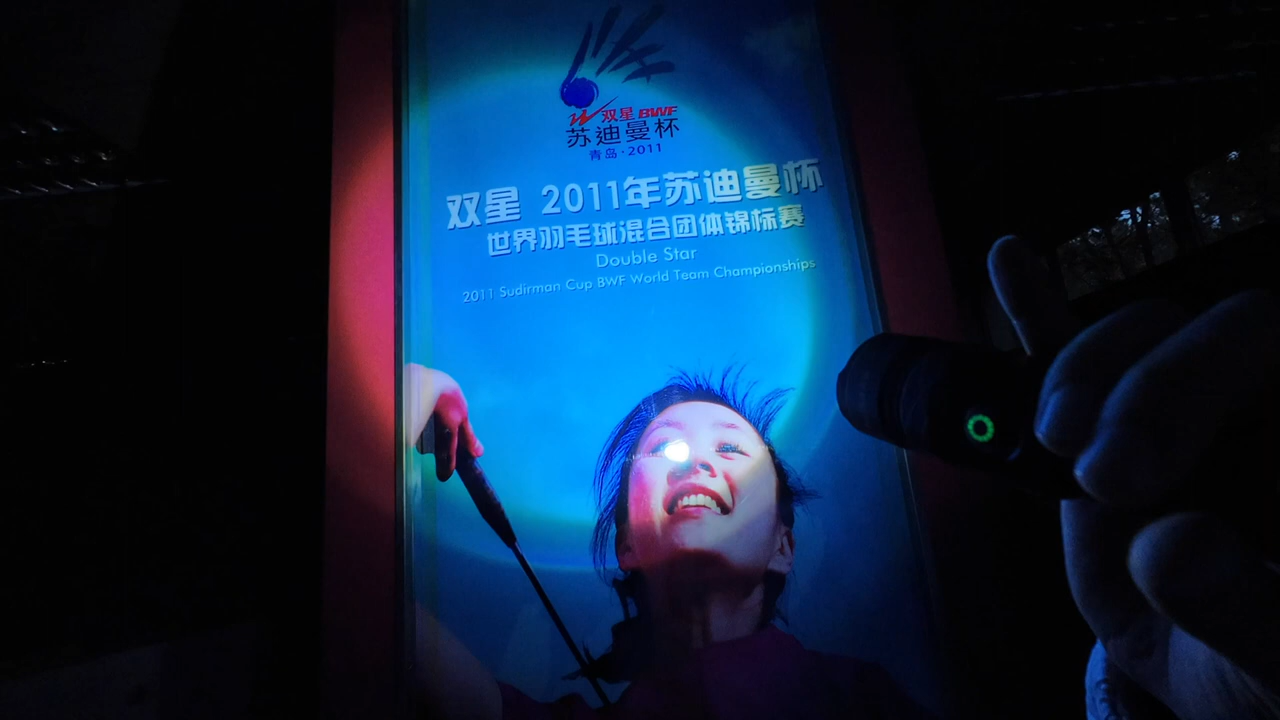 双星 BWF
苏迪曼杯
青岛·2011
双星 2011年苏迪曼杯
世界羽毛球混合团体锦标赛
Double Star
2011 Sudirman Cup BWF World Team Championships